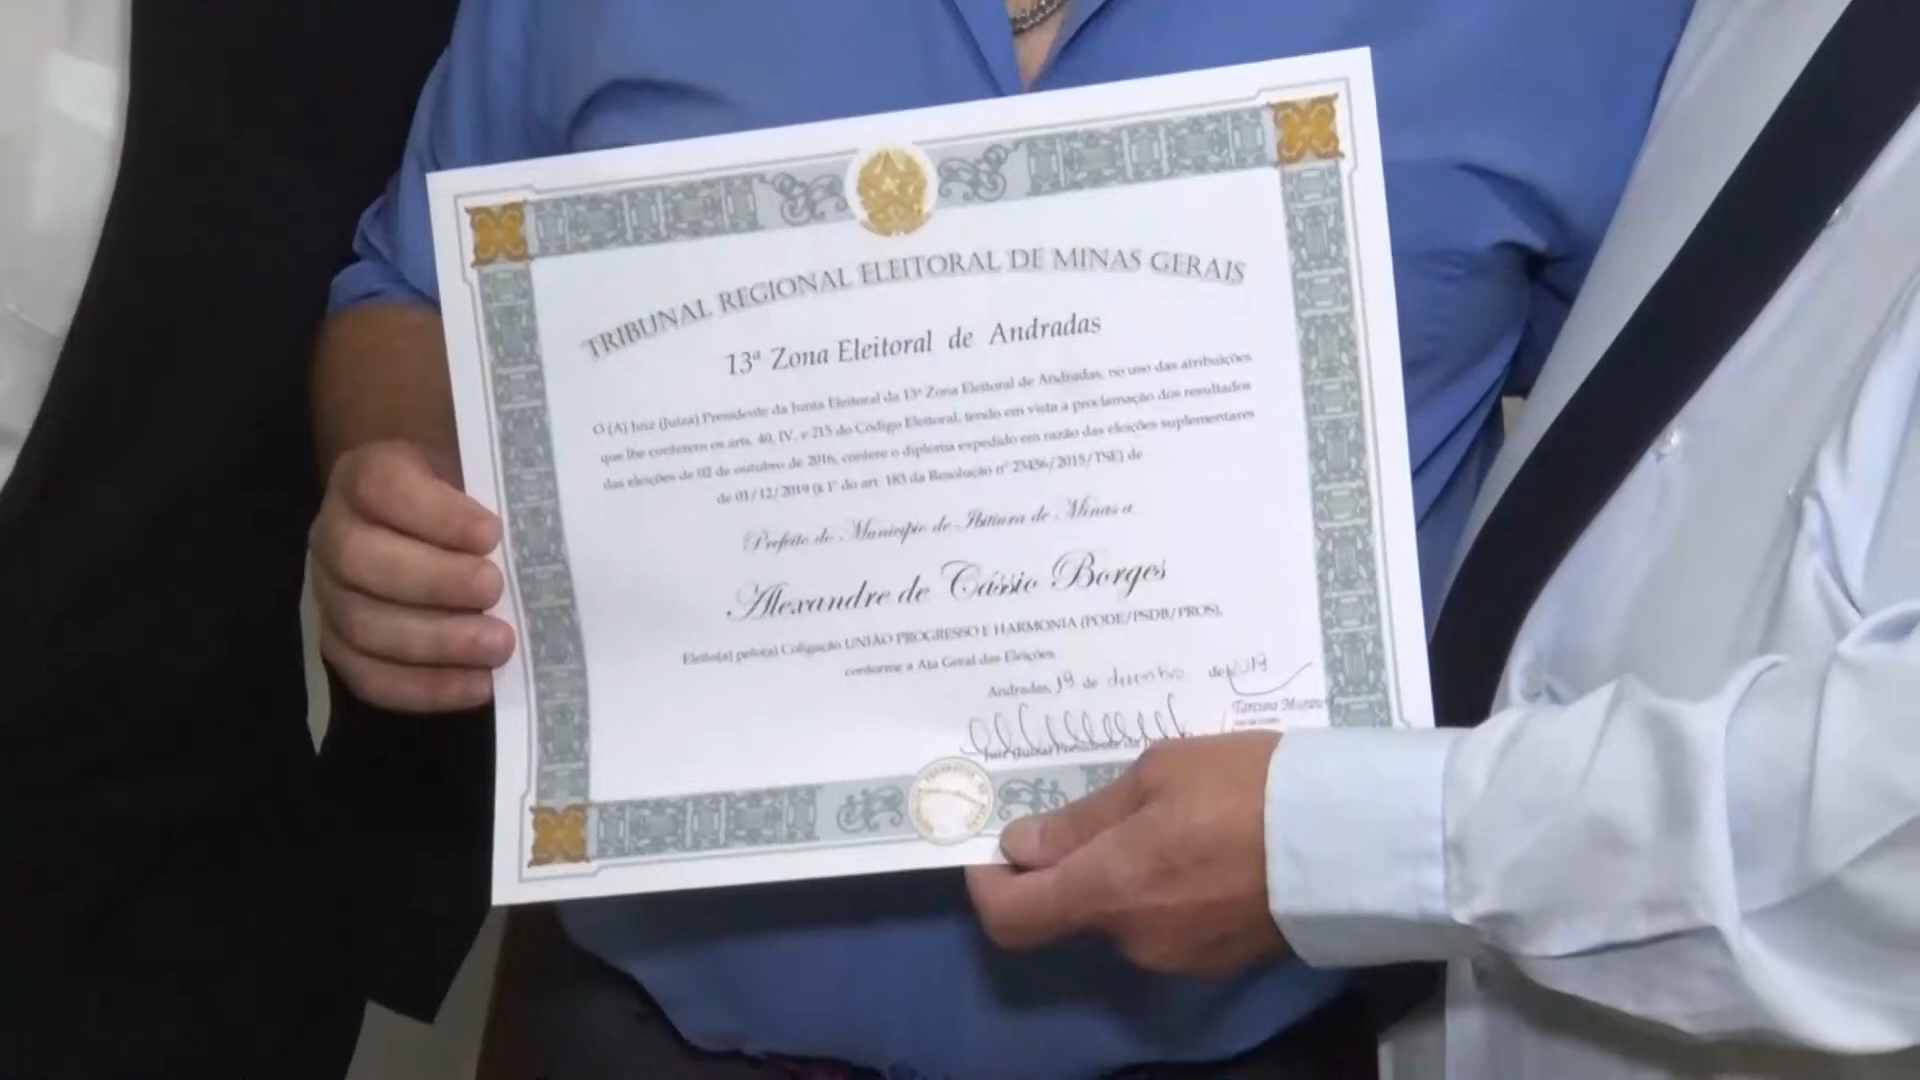 TRIBUNAL REGIONAL ELEITORAL DE MINAS GERAIS
13ª Zona Eleitoral de Andradas
O (A) Juiz (Juíza) Presidente da Junta Eleitoral da 13ª Zona Eleitoral de Andradas, no uso das atribuições
que lhe conferem os arts. 40, IV, e 215 do Código Eleitoral, tendo em vista a proclamação dos resultados
das eleições de 02 de outubro de 2016, confere o diploma expedido em razão das eleições suplementares
de 01/12/2019 (§ 1º do art. 183 da Resolução nº 23456/2015/TSE) de
Prefeito do Município de Ibitiura de Minas a
Alexandre de Cássio Borges
Eleito(a) pelo(a) Coligação UNIÃO PROGRESSO E HARMONIA (PODE/PSDB/PROS),
conforme a Ata Geral das Eleições.
Andradas, 19 de dezembro de 2019
Juiz (Juíza) Presidente da